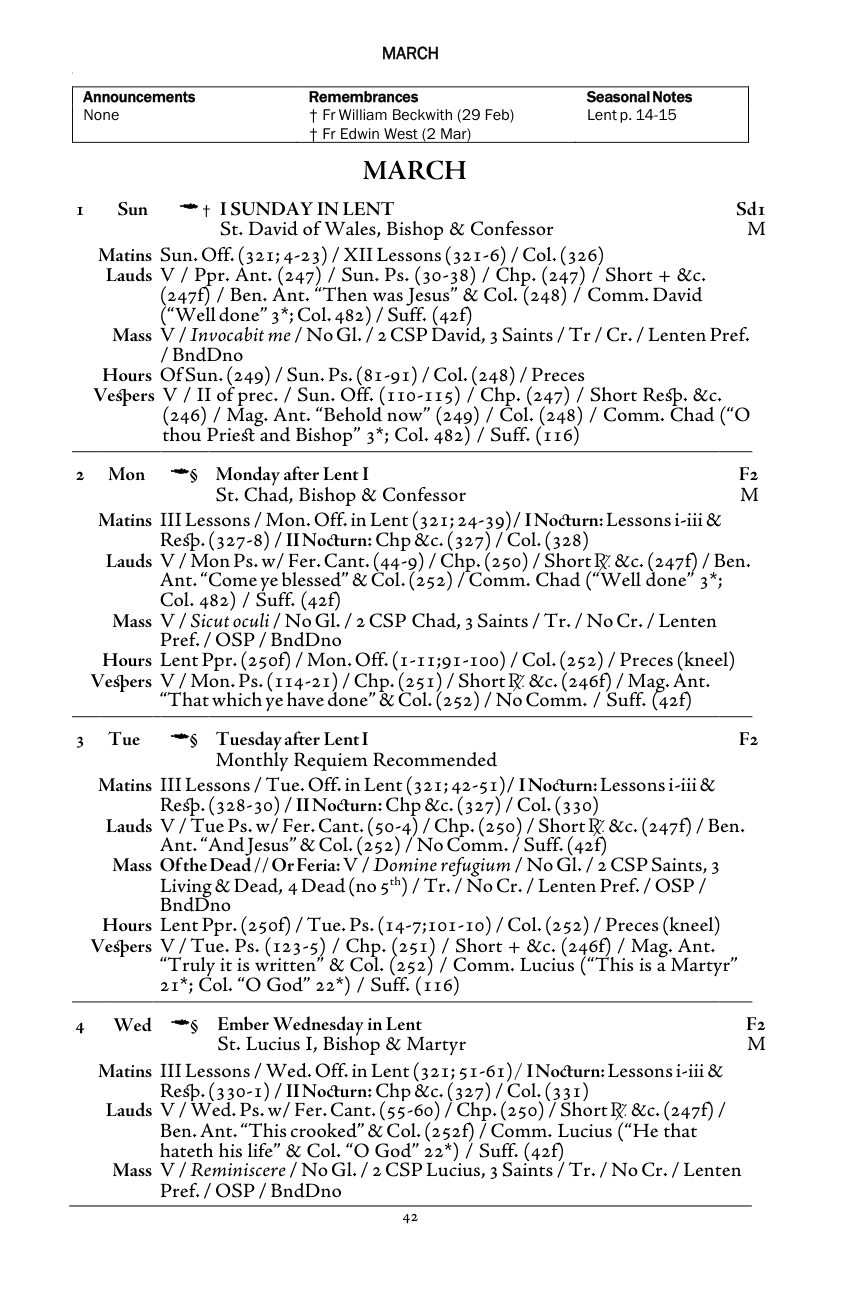 MARCH
Announcements Remembrances Seasonal Notes
None † Fr William Beckwith (29 Feb) Lent p. 14-15
† Fr Edwin West (2 Mar)
MARCH
1 Sun † I SUNDAY IN LENT Sd1
St. David of Wales, Bishop & Confessor M
Matins Sun. Off. (321; 4-23) / XII Lessons (321-6) / Col. (326)
Lauds V / Ppr. Ant. (247) / Sun. Ps. (30-38) / Chp. (247) / Short + &c.
(247f) / Ben. Ant. “Then was Jesus” & Col. (248) / Comm. David
(“Well done” 3*; Col. 482) / Suff. (42f)
Mass V / Invocabit me / No Gl. / 2 CSP David, 3 Saints / Tr / Cr. / Lenten Pref.
/ BndDno
Hours Of Sun. (249) / Sun. Ps. (81-91) / Col. (248) / Preces
Vespers V / II of prec. / Sun. Off. (110-115) / Chp. (247) / Short Resp. &c.
(246) / Mag. Ant. “Behold now” (249) / Col. (248) / Comm. Chad (“O
thou Priest and Bishop” 3*; Col. 482) / Suff. (116)
2 Mon § Monday after Lent I F2
St. Chad, Bishop & Confessor M
Matins III Lessons / Mon. Off. in Lent (321; 24-39)/ I Nocturn: Lessons i-iii &
Resp. (327-8) / II Nocturn: Chp &c. (327) / Col. (328)
Lauds V / Mon Ps. w/ Fer. Cant. (44-9) / Chp. (250) / Short ℟. &c. (247f) / Ben.
Ant. “Come ye blessed” & Col. (252) / Comm. Chad (“Well done” 3*;
Col. 482) / Suff. (42f)
Mass V / Sicut oculi / No Gl. / 2 CSP Chad, 3 Saints / Tr. / No Cr. / Lenten
Pref. / OSP / BndDno
Hours Lent Ppr. (250f) / Mon. Off. (1-11;91-100) / Col. (252) / Preces (kneel)
Vespers V / Mon. Ps. (114-21) / Chp. (251) / Short ℟. &c. (246f) / Mag. Ant.
“That which ye have done” & Col. (252) / No Comm. / Suff. (42f)
3 Tue § Tuesday after Lent I F2
Monthly Requiem Recommended
Matins III Lessons / Tue. Off. in Lent (321; 42-51)/ I Nocturn: Lessons i-iii &
Resp. (328-30) / II Nocturn: Chp &c. (327) / Col. (330)
Lauds V / Tue Ps. w/ Fer. Cant. (50-4) / Chp. (250) / Short ℟. &c. (247f) / Ben.
Ant. “And Jesus” & Col. (252) / No Comm. / Suff. (42f)
Mass Of the Dead // Or Feria: V / Domine refugium / No Gl. / 2 CSP Saints, 3
Living & Dead, 4 Dead (no 5th) / Tr. / No Cr. / Lenten Pref. / OSP /
BndDno
Hours Lent Ppr. (250f) / Tue. Ps. (14-7;101-10) / Col. (252) / Preces (kneel)
Vespers V / Tue. Ps. (123-5) / Chp. (251) / Short + &c. (246f) / Mag. Ant.
“Truly it is written” & Col. (252) / Comm. Lucius (“This is a Martyr”
21*; Col. “O God” 22*) / Suff. (116)
4 Wed § Ember Wednesday in Lent F2
St. Lucius I, Bishop & Martyr M
Matins III Lessons / Wed. Off. in Lent (321; 51-61)/ I Nocturn: Lessons i-iii &
Resp. (330-1) / II Nocturn: Chp &c. (327) / Col. (331)
Lauds V / Wed. Ps. w/ Fer. Cant. (55-60) / Chp. (250) / Short ℟. &c. (247f) /
Ben. Ant. “This crooked” & Col. (252f) / Comm. Lucius (“He that
hateth his life” & Col. “O God” 22*) / Suff. (42f)
Mass V / Reminiscere / No Gl. / 2 CSP Lucius, 3 Saints / Tr. / No Cr. / Lenten
Pref. / OSP / BndDno
42